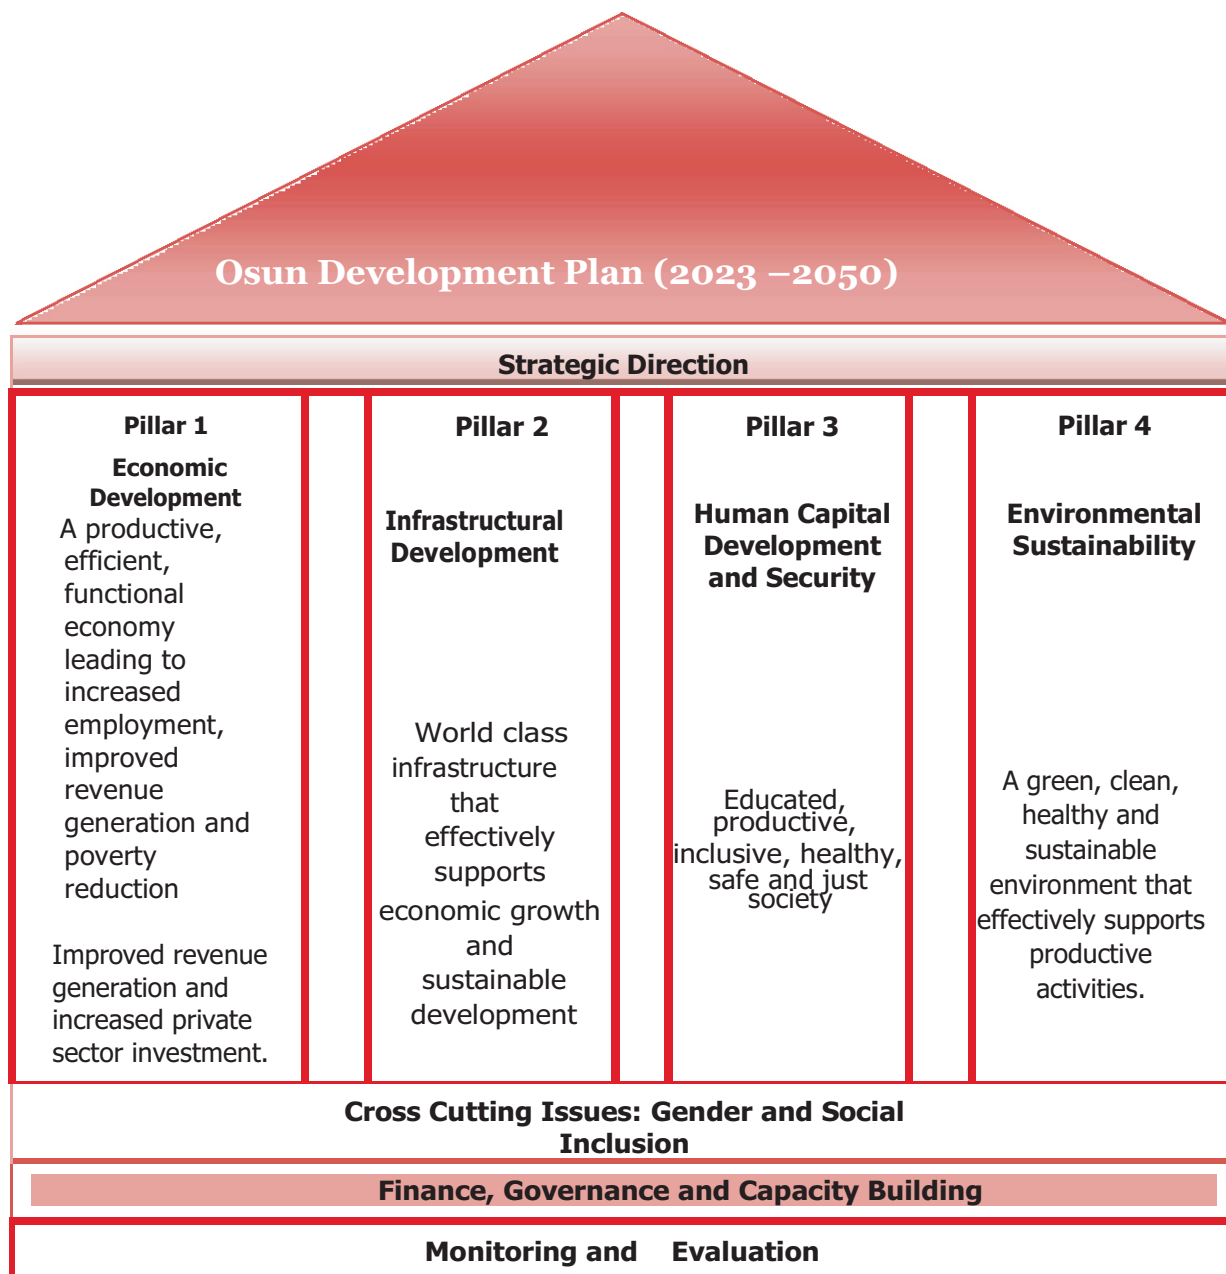 Osun Development Plan (2023 –2050)
Strategic Direction
Pillar 1
Economic
Development
A productive,
efficient,
functional
economy
leading to
increased
employment,
improved
revenue
generation and
poverty
reduction
Improved revenue
generation and
increased private
sector investment.
Pillar 2
Infrastructural
Development
World class
infrastructure
that
effectively
supports
economic growth
and
sustainable
development
Pillar 3
Human Capital
Development
and Security
Educated,
productive,
inclusive, healthy,
safe and just
society
Pillar 4
Environmental
Sustainability
A green, clean,
healthy and
sustainable
environment that
effectively supports
productive
activities.
Cross Cutting Issues: Gender and Social
Inclusion
Finance, Governance and Capacity Building
Monitoring and Evaluation